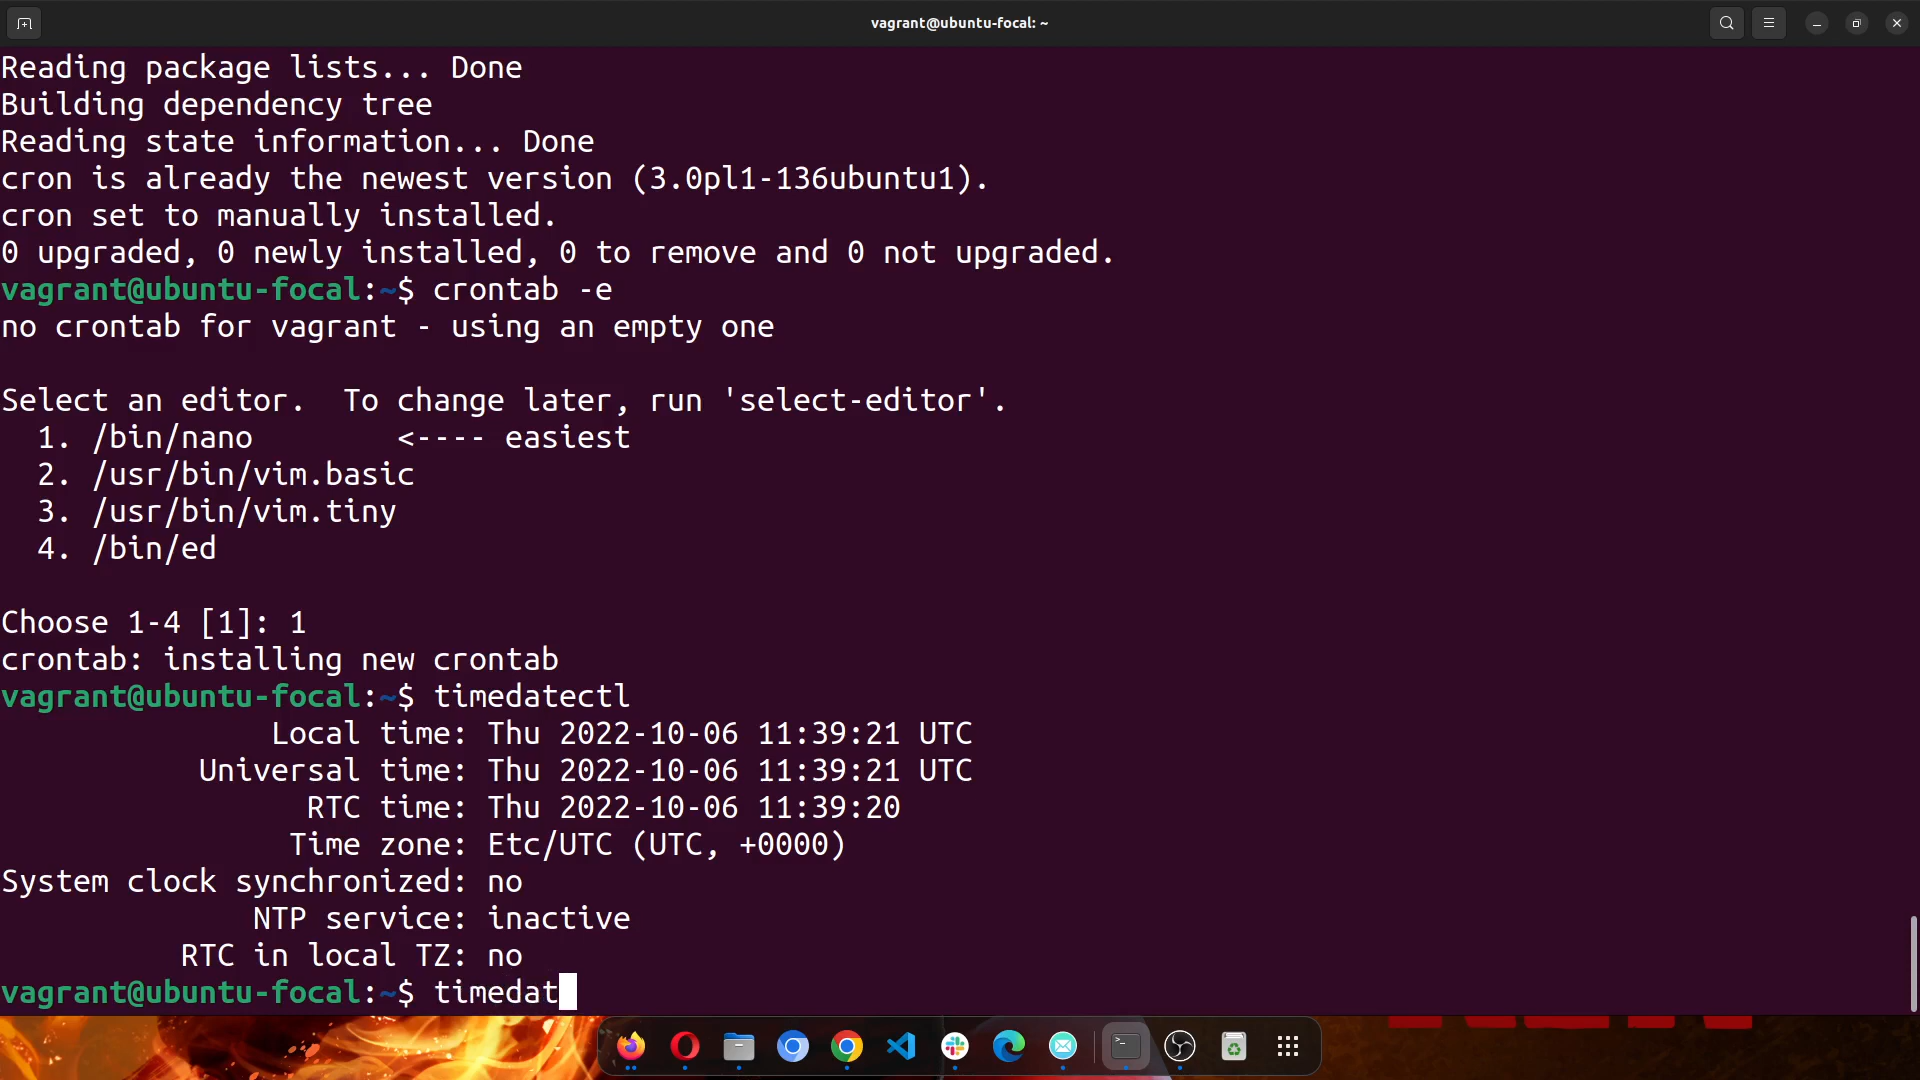 vagrant@ubuntu-focal: ~
Reading package lists... Done
Building dependency tree
Reading state information... Done
cron is already the newest version (3.0pl1-136ubuntu1).
cron set to manually installed.
0 upgraded, 0 newly installed, 0 to remove and 0 not upgraded.
vagrant@ubuntu-focal:~$ crontab -e
no crontab for vagrant - using an empty one
Select an editor.  To change later, run 'select-editor'.
  1. /bin/nano        <---- easiest
  2. /usr/bin/vim.basic
  3. /usr/bin/vim.tiny
  4. /bin/ed
Choose 1-4 [1]: 1
crontab: installing new crontab
vagrant@ubuntu-focal:~$ timedatectl
               Local time: Thu 2022-10-06 11:39:21 UTC
           Universal time: Thu 2022-10-06 11:39:21 UTC
                 RTC time: Thu 2022-10-06 11:39:20
                Time zone: Etc/UTC (UTC, +0000)
System clock synchronized: no
              NTP service: inactive
          RTC in local TZ: no
vagrant@ubuntu-focal:~$ timedat